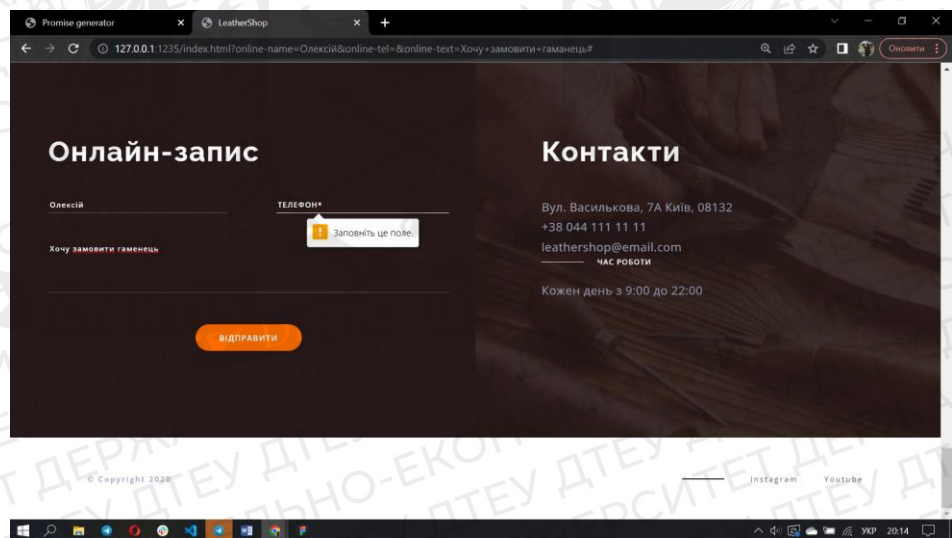 Promise generator
LeatherShop
127.0.0.1:1235/index.html?online-name=Олексій&online-tel=&online-text=Хочу+замовити+гаманець#
Оновити
Онлайн-запис
Контакти
Олексій
ТЕЛЕФОН*
Заповніть це поле.
Хочу замовити гаменець
ВІДПРАВИТИ
Вул. Василькова, 7А Київ, 08132
+38 044 111 11 11
leathershop@email.com
ЧАС РОБОТИ
Кожен день з 9:00 до 22:00
© Copyright 2020
Instagram
Youtube
УКР
20:14